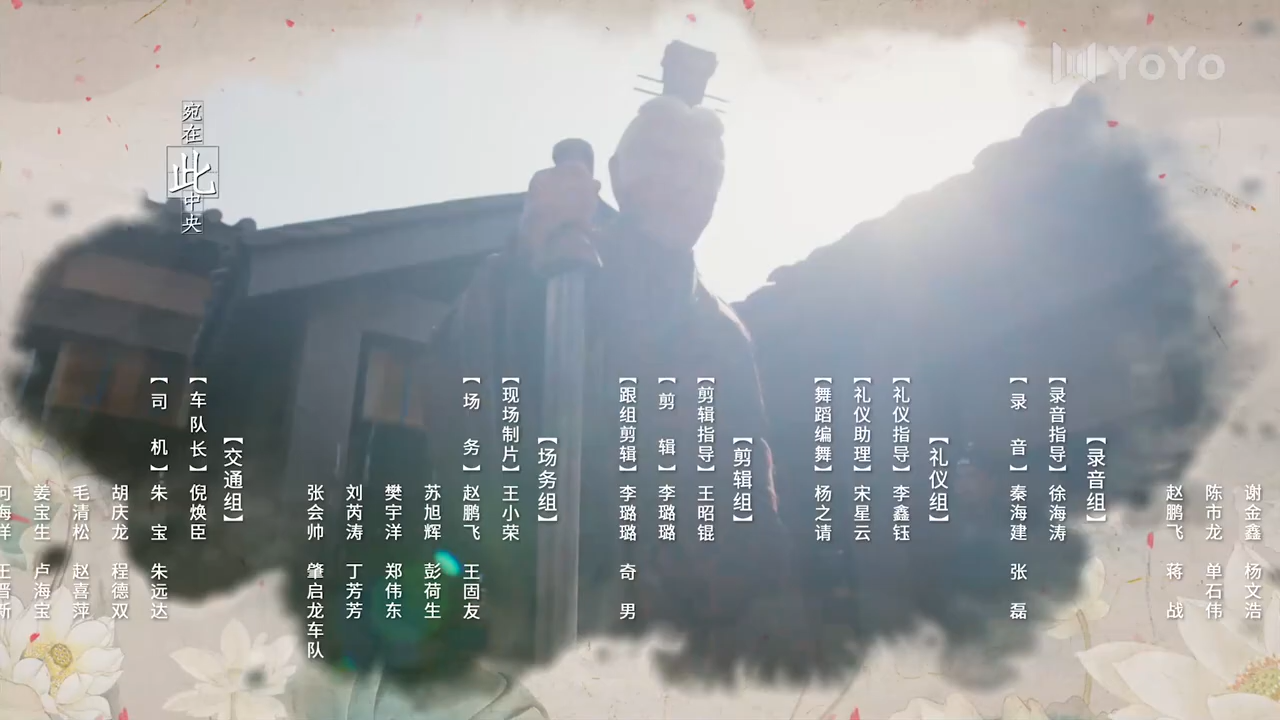 YOYO
谢金鑫 杨文浩
陈市龙 单石伟
赵鹏飞 蒋 战
【录音组】
【录音指导】徐海涛
【录 音】秦海建 张 磊
【礼仪组】
【礼仪指导】李鑫钰
【礼仪助理】宋星云
【舞蹈编舞】杨之请
【剪辑组】
【剪辑指导】王昭锟
【剪 辑】李璐璐
【跟组剪辑】李璐璐 奇 男
【场务组】
【现场制片】王小荣
【场 务】赵鹏飞 王固友
苏旭辉 彭荷生
樊宇洋 郑伟东
刘芮涛 丁芳芳
张会帅 肇启龙车队
【交通组】
【车队长】倪焕臣
【司 机】朱 宝 朱远达
胡庆龙 程德双
毛清松 赵喜萍
姜宝生 卢海宝
宛在此中央